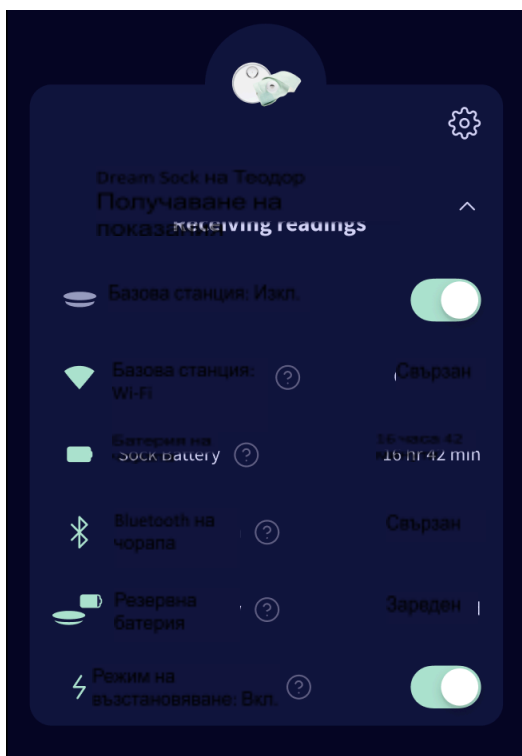 Dream Sock на Теодор
Получаване на
показания
Receiving readings
Базова станция: Изкл.
Базова станция:
Wi-Fi
Свързан
Батерия на
Sock Battery
16 часа 42
16 hr 42 min
Bluetooth на
чорапа
Свързан
Резервна
батерия
Зареден
Режим на
възстановяване: Вкл.